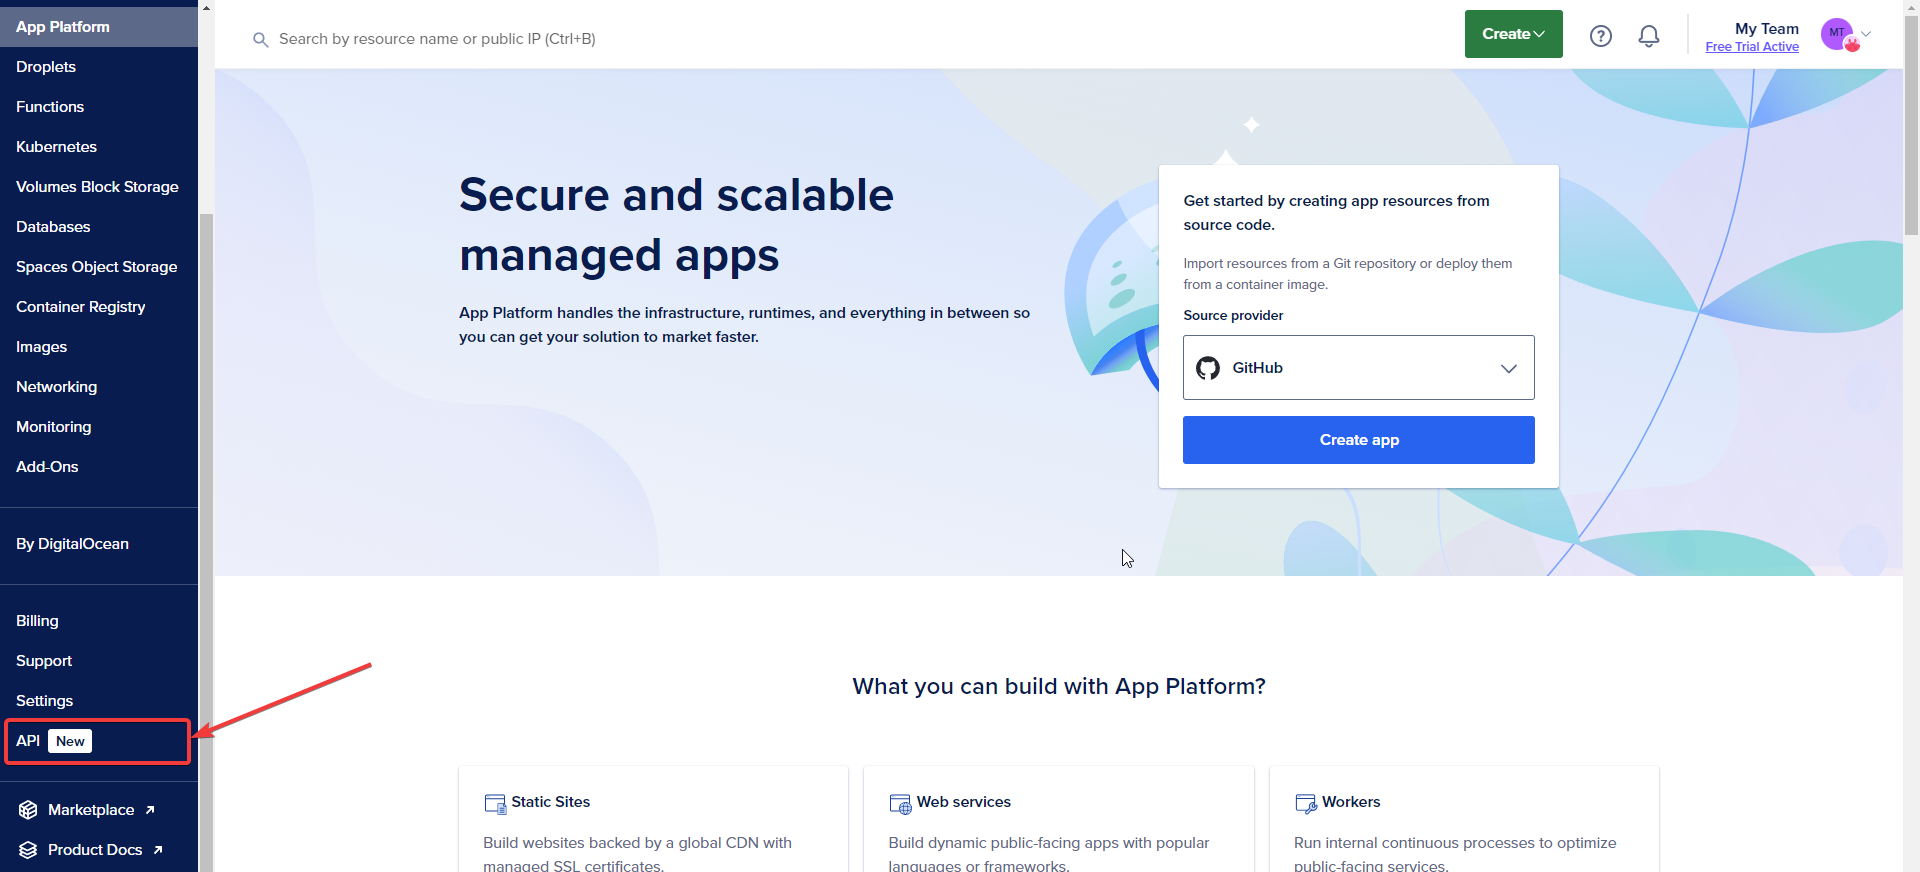 App Platform
Droplets
Functions
Kubernetes
Volumes Block Storage
Databases
Spaces Object Storage
Container Registry
Images
Networking
Monitoring
Add-Ons
By DigitalOcean
Billing
Support
Settings
API New
Marketplace
Product Docs
Search by resource name or public IP (Ctrl+B)
Create
My Team
Free Trial Active
MT
Secure and scalable
managed apps
App Platform handles the infrastructure, runtimes, and everything in between so
you can get your solution to market faster.
Get started by creating app resources from
source code.
Import resources from a Git repository or deploy them
from a container image.
Source provider
GitHub
Create app
What you can build with App Platform?
Static Sites
Build websites backed by a global CDN with
managed SSL certificates.
Web services
Build dynamic public-facing apps with popular
languages or frameworks.
Workers
Run internal continuous processes to optimize
public-facing services.